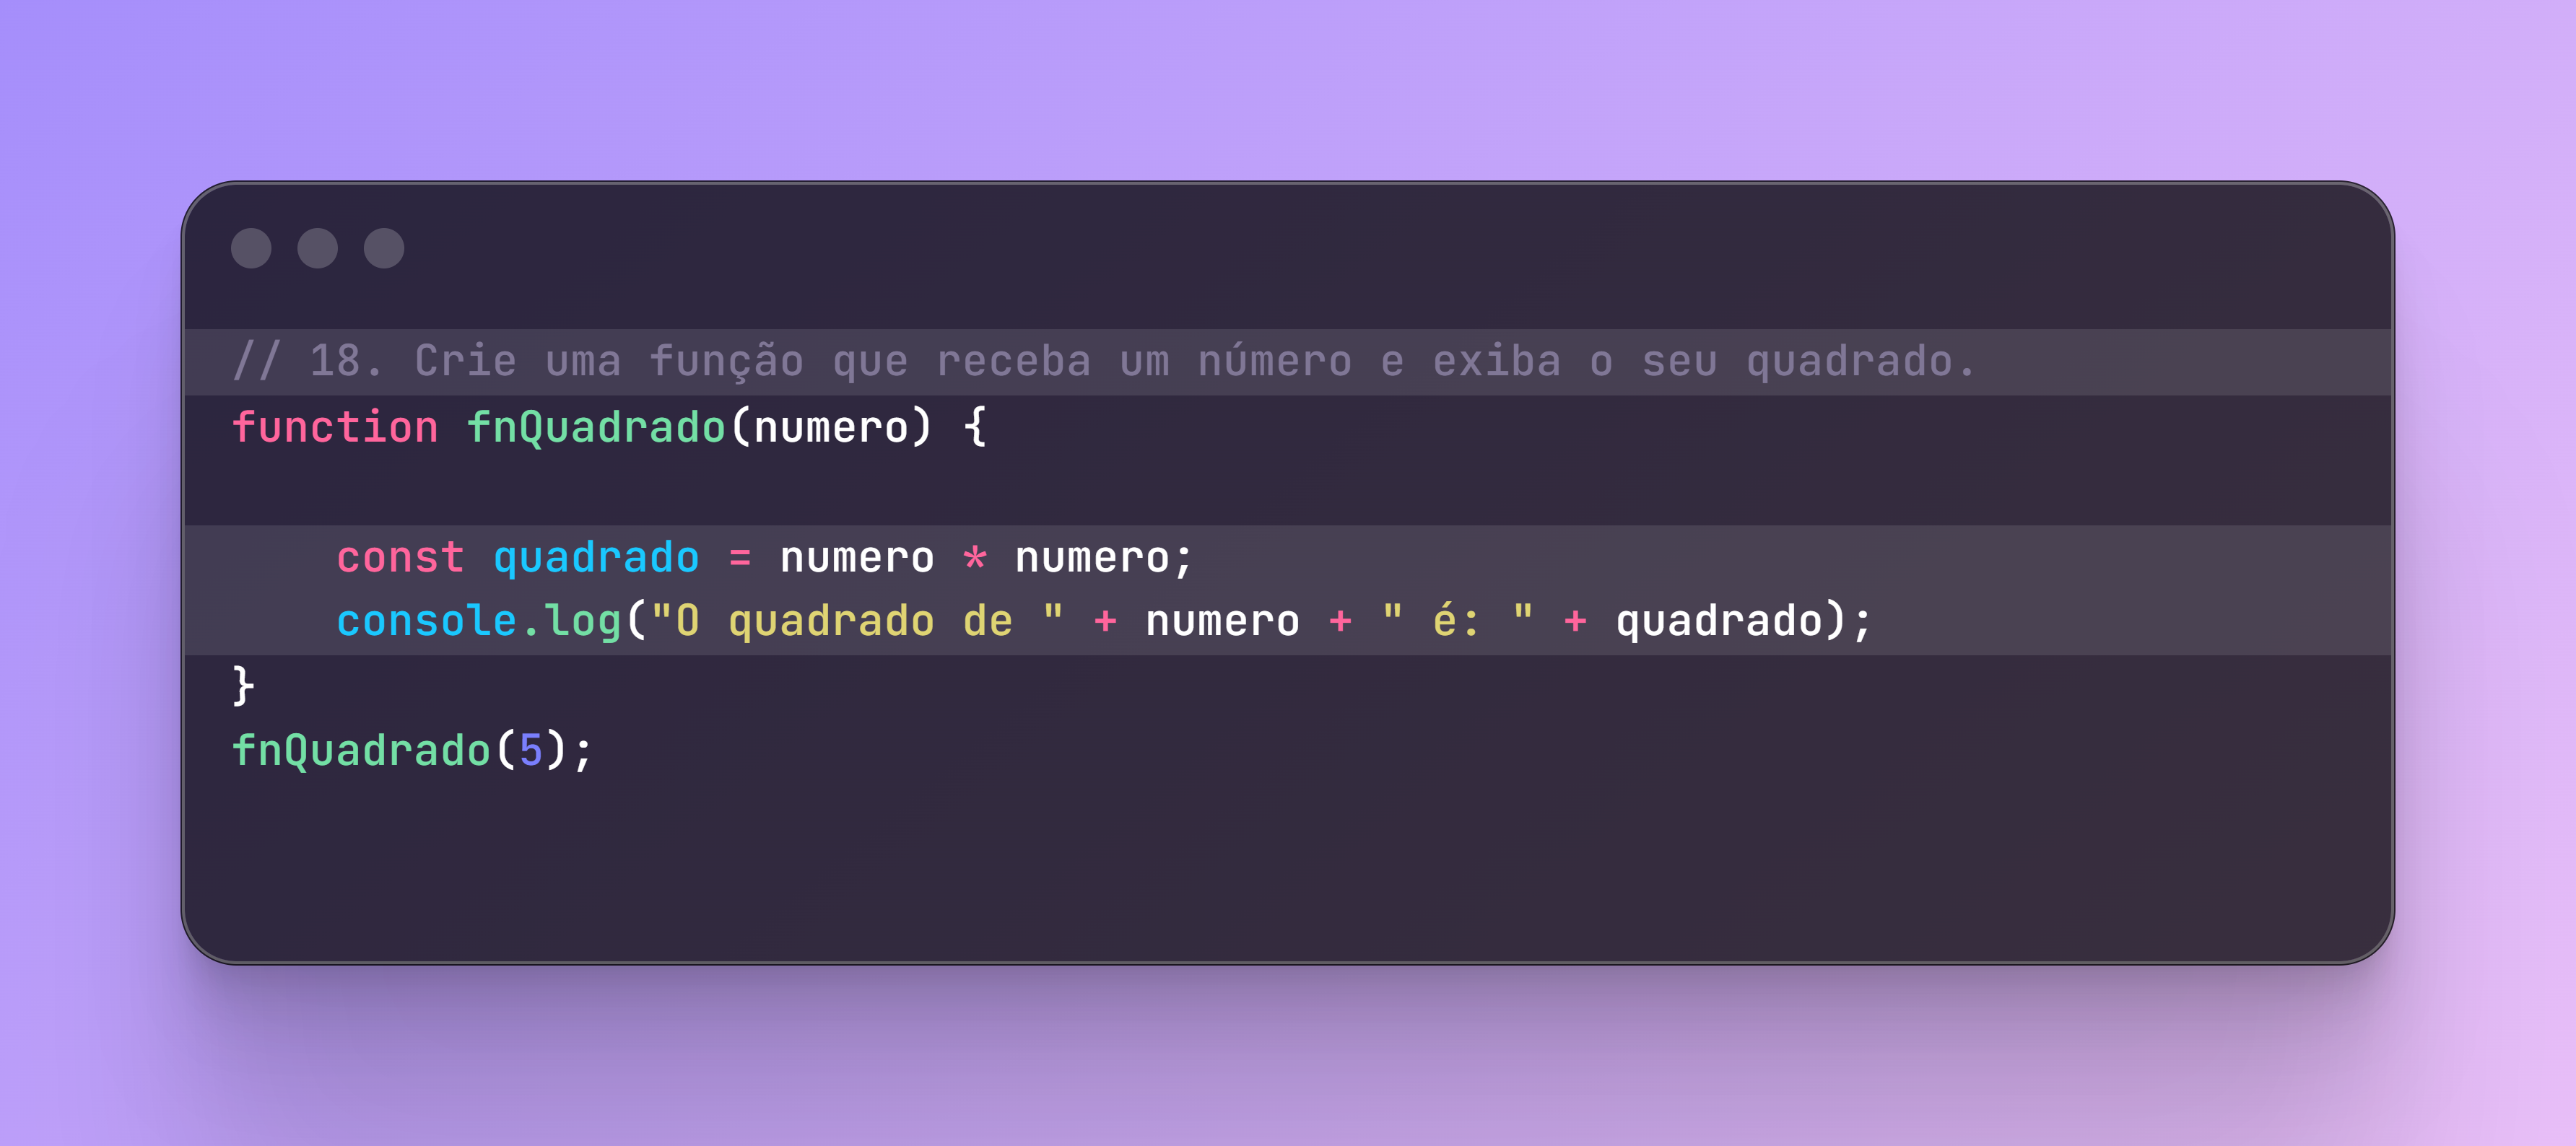 // 18. Crie uma função que receba um número e exiba o seu quadrado.
function fnQuadrado(numero) {
    const quadrado = numero * numero;
    console.log("O quadrado de " + numero + " é: " + quadrado);
}
fnQuadrado(5);